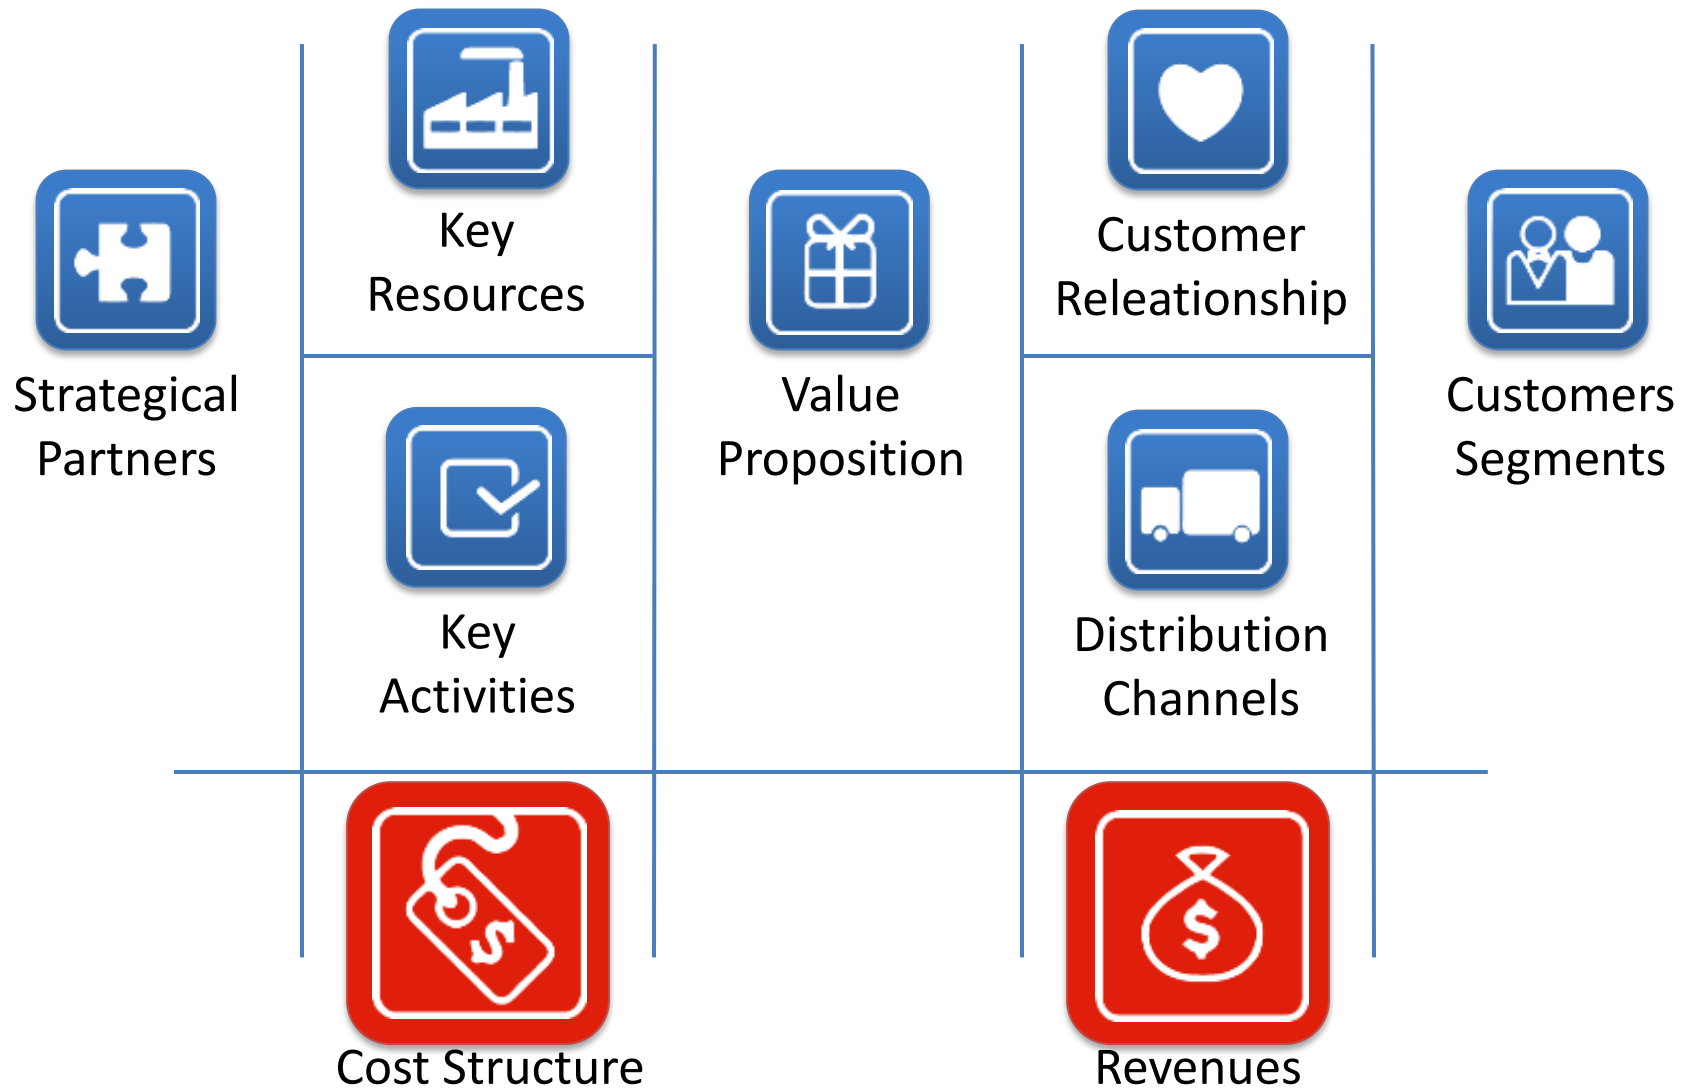 Key
Resources
Customer
Releationship
Strategical
Partners
Value
Proposition
Customers
Segments
Key
Activities
Distribution
Channels
$
$
Cost Structure
Revenues